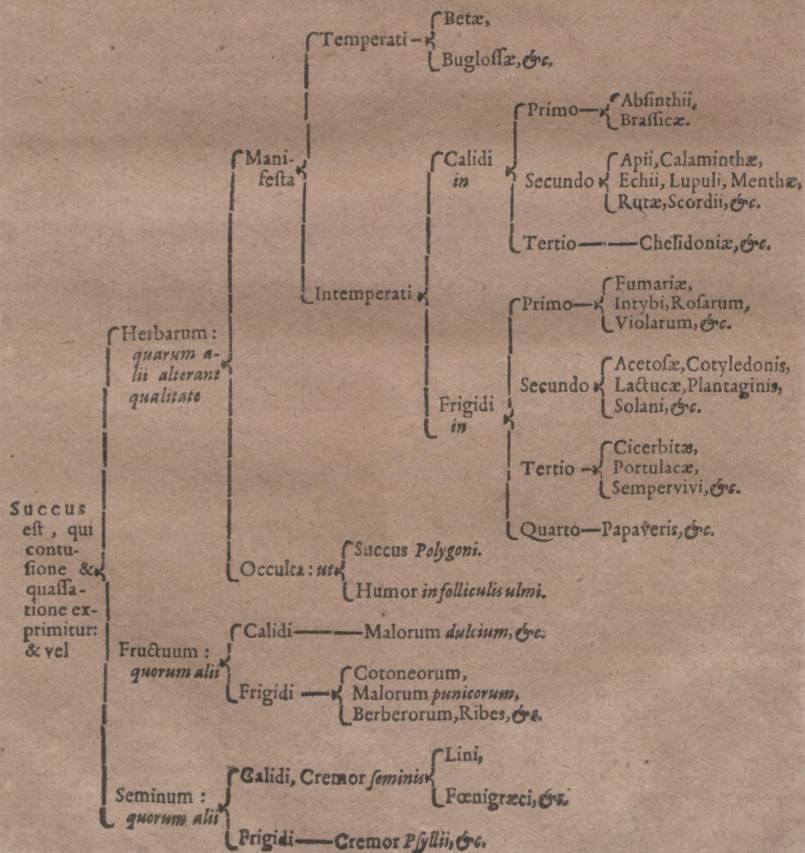 Succus
est, qui
contu-
sione &
quassa-
tione ex-
primitur:
& vel
Herbarum:
quarum a-
lii alterant
qualitate
Mani-
festa
Temperati
Betæ,
Buglossæ, &c.
Intemperati
Calidi
in
Primo
Absinthii,
Brassicæ.
Secundo
Apii, Calaminthæ,
Echii, Lupuli, Menthæ,
Rutæ, Scordii, &c.
Tertio
Chelidoniæ, &c.
Frigidi
in
Primo
Fumariæ,
Intybi, Rosarum,
Violarum, &c.
Secundo
Acetosæ, Cotyledonis,
Lactucæ, Plantaginis,
Solani, &c.
Tertio
Cicerbitæ,
Portulacæ,
Sempervivi, &c.
Quarto
Papaveris, &c.
Occulta: ut
Succus Polygoni.
Humor in folliculis ulmi.
Fructuum:
quorum alii
Calidi
Malorum dulcium, &c.
Frigidi
Cotoneorum,
Malorum punicorum,
Berberorum, Ribes, &c.
Seminum:
quorum alii
Calidi, Cremor seminis
Lini,
Fœnigræci, &c.
Frigidi
Cremor Psyllii, &c.